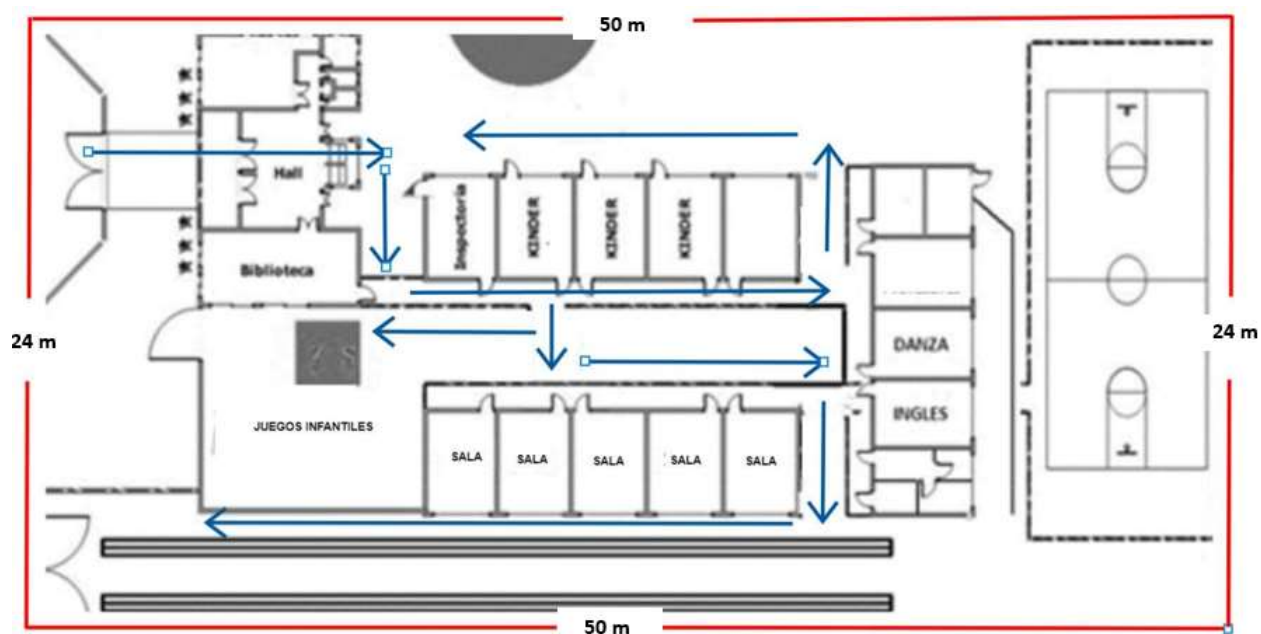 50 m
Hall
Inspectoria
KINDER
KINDER
KINDER
Biblioteca
24 m
24 m
DANZA
INGLES
JUEGOS INFANTILES
SALA
SALA
SALA
SALA
SALA
50 m